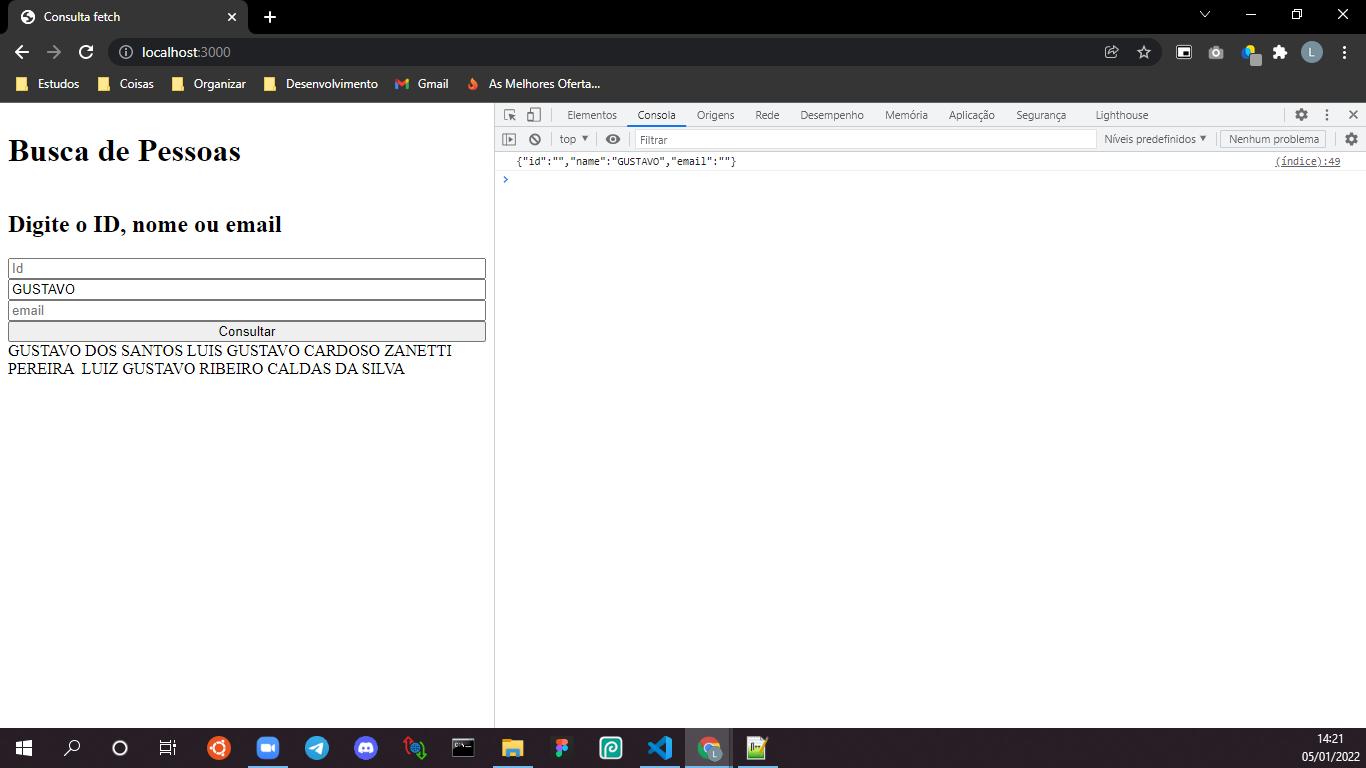 Consulta fetch
localhost:3000
L
Estudos Coisas Organizar Desenvolvimento Gmail As Melhores Oferta...
Busca de Pessoas
Digite o ID, nome ou email
Id
GUSTAVO
email
Consultar
GUSTAVO DOS SANTOS LUIS GUSTAVO CARDOSO ZANETTI
PEREIRA LUIZ GUSTAVO RIBEIRO CALDAS DA SILVA
Elementos Consola Origens Rede Desempenho Memória Aplicação Segurança Lighthouse
top ▼ Filtrar Níveis predefinidos ▼ Nenhum problema
{"id":"","name":"GUSTAVO","email":""} (índice):49
14:21
05/01/2022